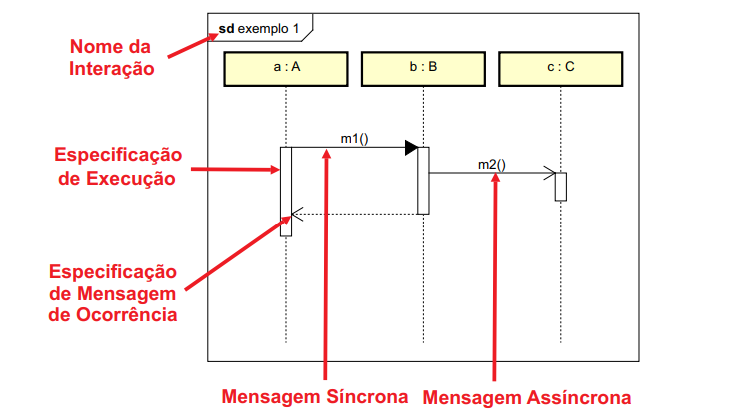 sd exemplo 1
Nome da
Interação
a : A
b : B
c : C
m1()
Especificação
de Execução
m2()
Especificação
de Mensagem
de Ocorrência
Mensagem Síncrona
Mensagem Assíncrona